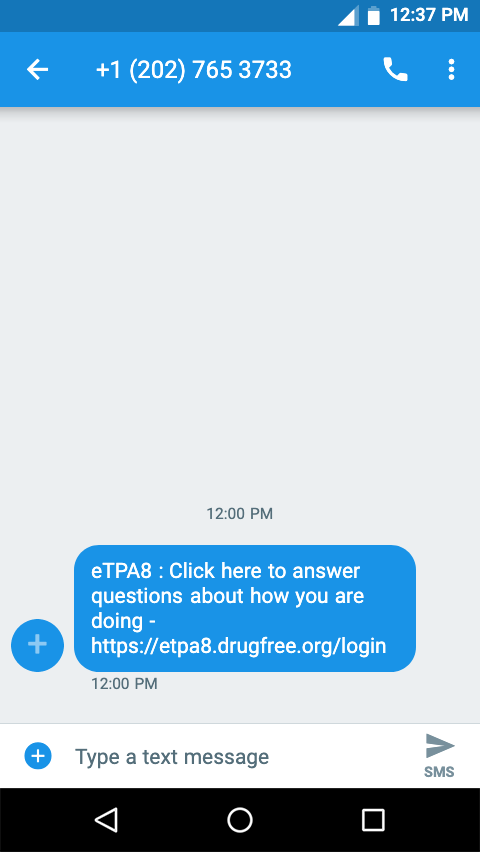 12:37 PM
+1 (202) 765 3733
12:00 PM
eTPA8 : Click here to answer
questions about how you are
doing -
https://etpa8.drugfree.org/login
12:00 PM
Type a text message
SMS